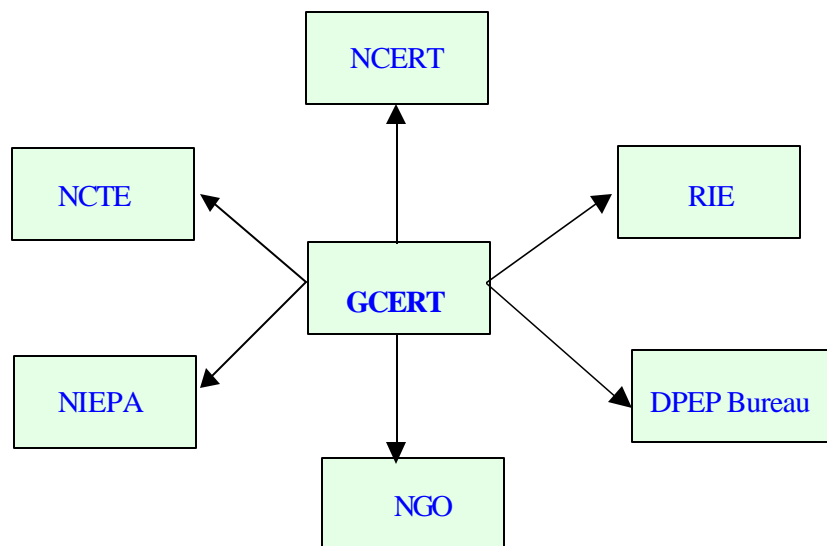 NCERT
NCTE
RIE
GCERT
NIEPA
DPEP Bureau
NGO